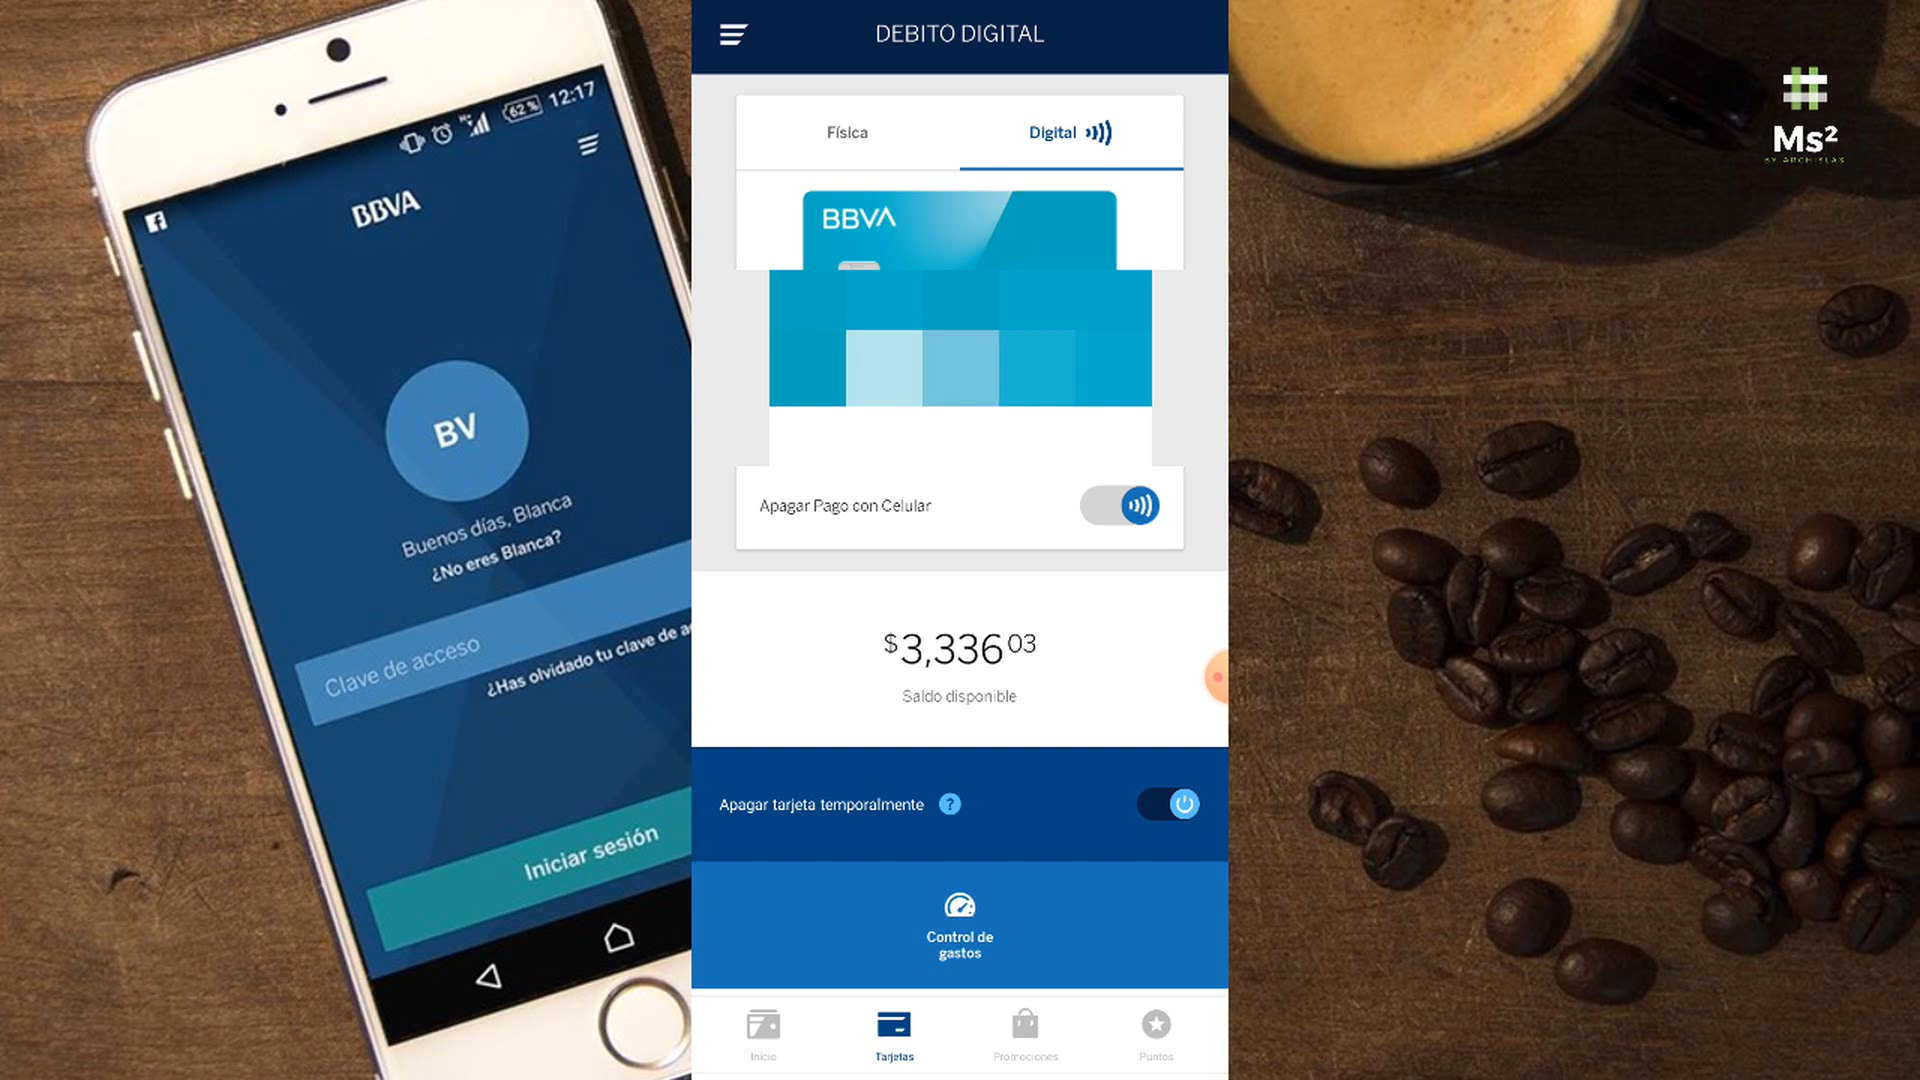 62%
12:17
BBVA
BV
Buenos días, Blanca
¿No eres Blanca?
Clave de acceso
¿Has olvidado tu clave de a
Iniciar sesión
DEBITO DIGITAL
Física
Digital
BBVA
Apagar Pago con Celular
$3,336.03
Saldo disponible
Apagar tarjeta temporalmente ?
Control de
gastos
Inicio
Tarjetas
Promociones
Puntos
Ms²
BY ARCHISLAS